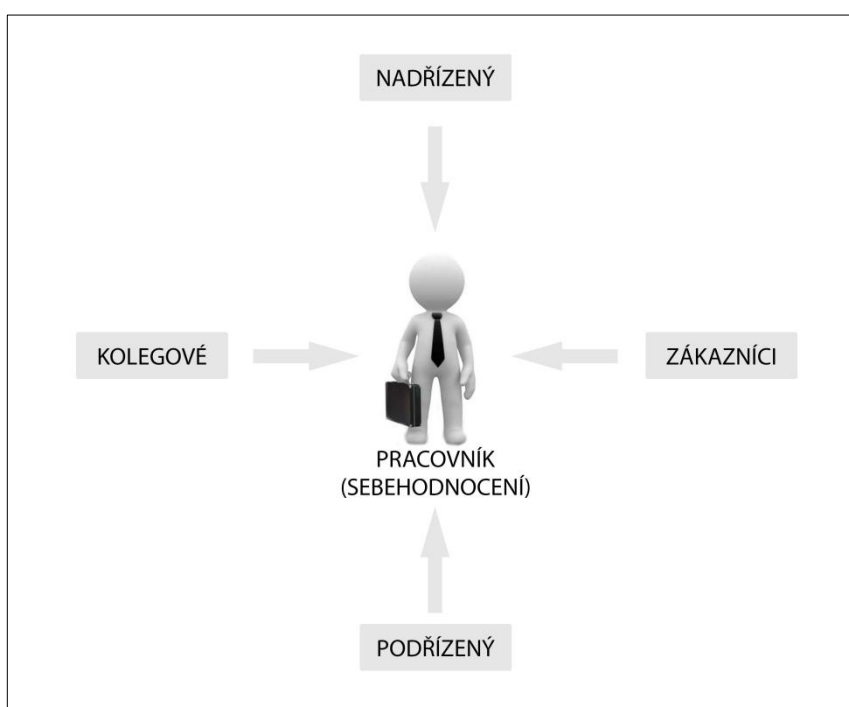 NADŘÍZENÝ
KOLEGOVÉ
ZÁKAZNÍCI
PRACOVNÍK
(SEBEHODNOCENÍ)
PODŘÍZENÝ